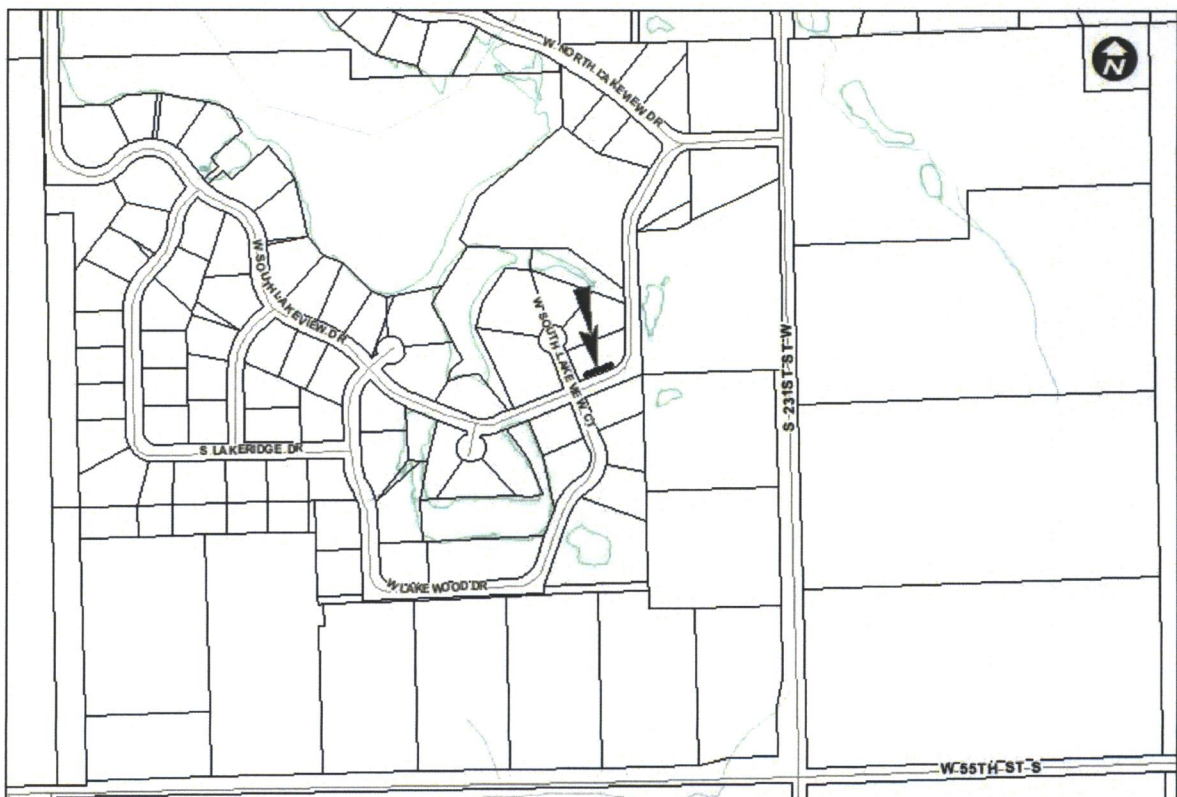 N
W NORTH LAKEVIEW DR
W SOUTH LAKEVIEW DR
W SOUTH LAKEVIEW CT
S 231ST ST W
S LAKERIDGE DR
W LAKEWOOD DR
W 55TH ST S